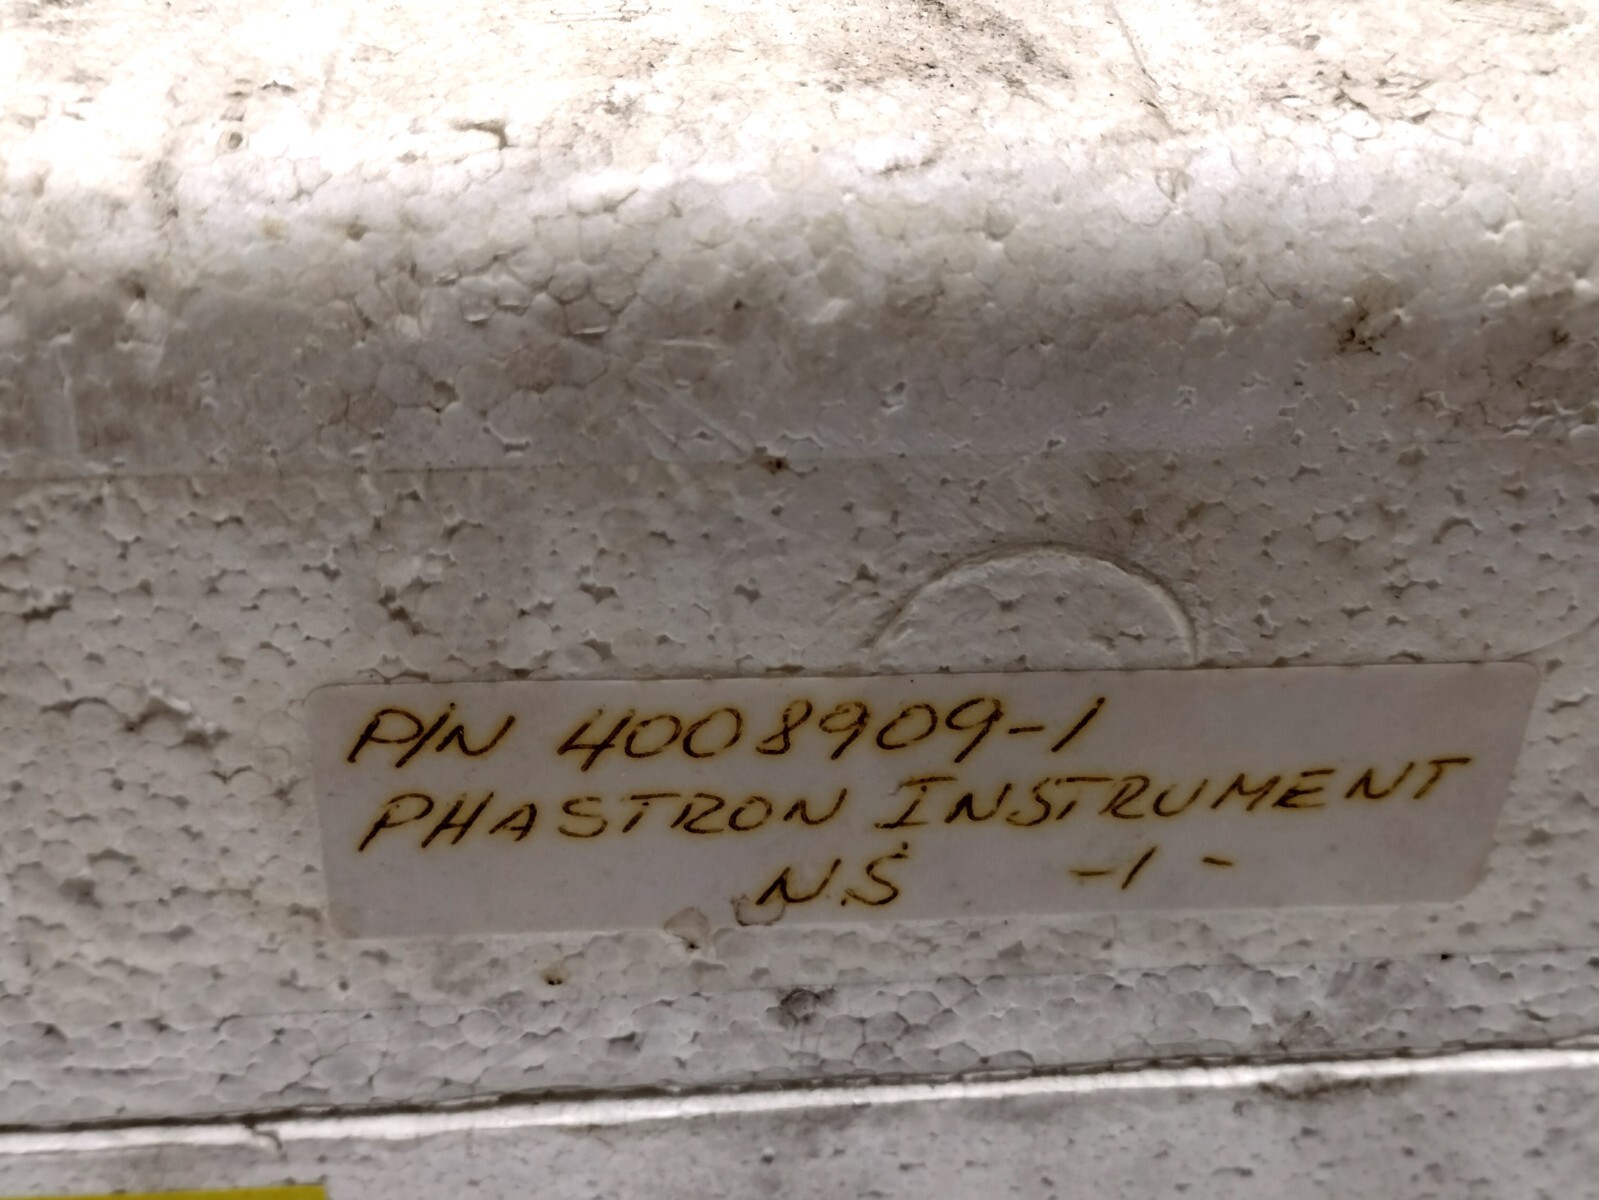 P/N 4008909-1
PHASTRON INSTRUMENT
N.S -1-